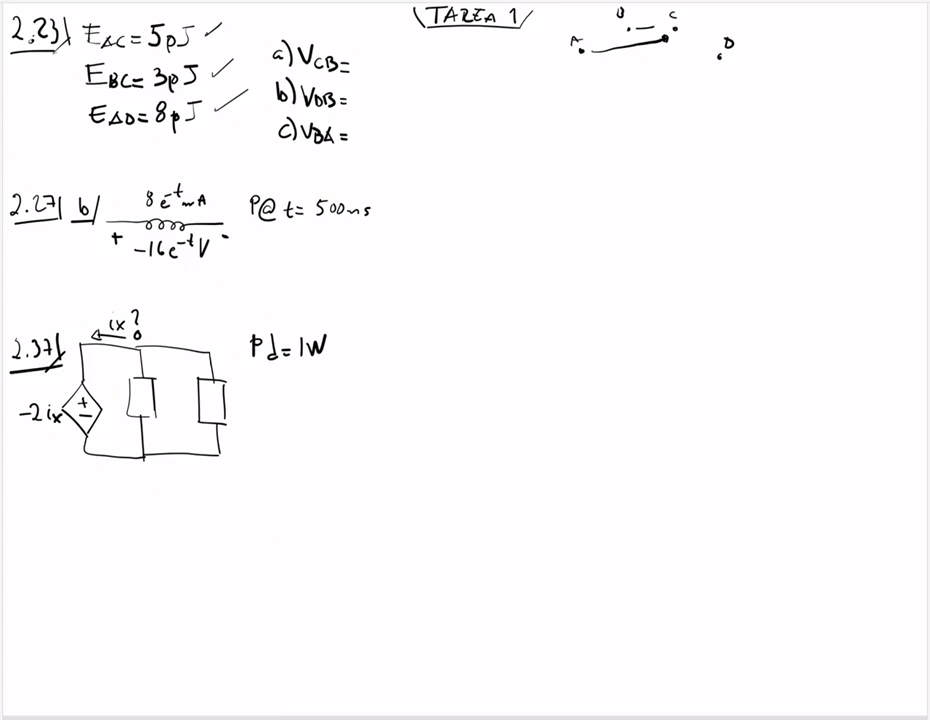 TAREA 1
2.23) E_AC = 5pJ ✓
E_BC = 3pJ ✓
E_AD = 8pJ ✓
a) V_CB =
b) V_DB =
c) V_BA =
A B C D
2.27) b) 8e^-t mA P@ t = 500ms
+ -16e^-t V -
2.37) ix? Pd = 1W
-2ix + -